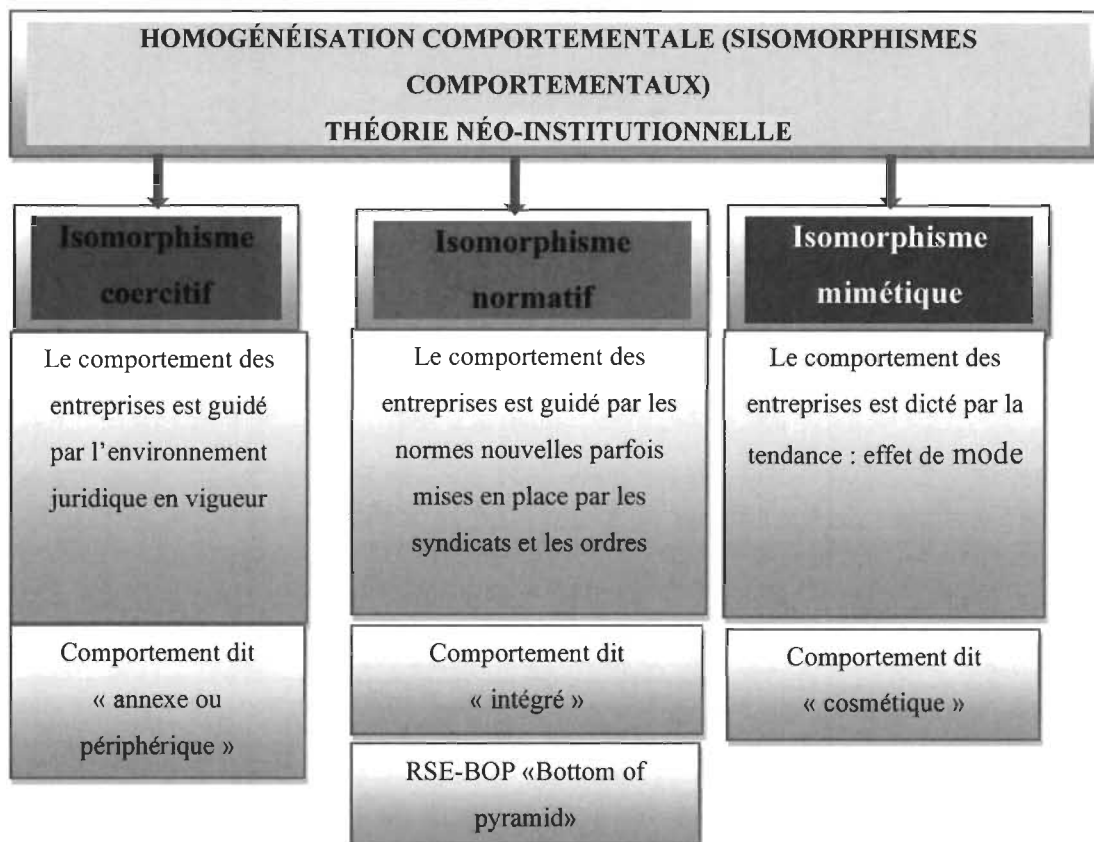 HOMOGÉNÉISATION COMPORTEMENTALE (SISOMORPHISMES
COMPORTEMENTAUX)
THÉORIE NÉO-INSTITUTIONNELLE
Isomorphisme
coercitif
Le comportement des
entreprises est guidé
par l’environnement
juridique en vigueur
Comportement dit
« annexe ou
périphérique »
Isomorphisme
normatif
Le comportement des
entreprises est guidé par les
normes nouvelles parfois
mises en place par les
syndicats et les ordres
Comportement dit
« intégré »
RSE-BOP «Bottom of
pyramid»
Isomorphisme
mimétique
Le comportement des
entreprises est dicté par la
tendance : effet de mode
Comportement dit
« cosmétique »